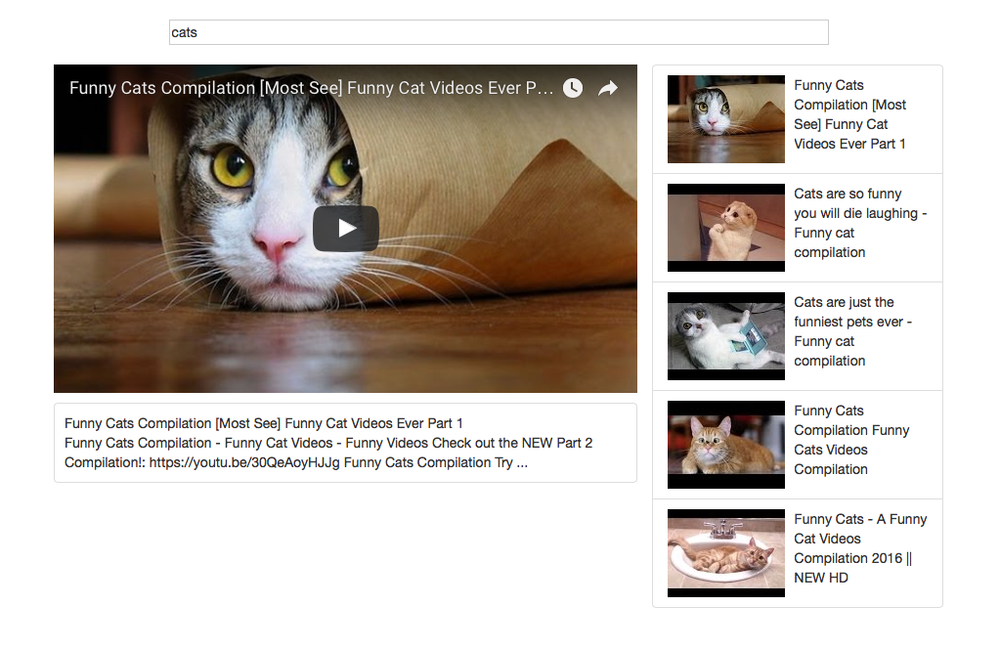 cats
Funny Cats Compilation [Most See] Funny Cat Videos Ever P...
Funny Cats Compilation [Most See] Funny Cat Videos Ever Part 1
Funny Cats Compilation - Funny Cat Videos - Funny Videos Check out the NEW Part 2
Compilation!: https://youtu.be/30QeAoyHJJg Funny Cats Compilation Try ...
Funny Cats
Compilation [Most
See] Funny Cat
Videos Ever Part 1
Cats are so funny
you will die laughing -
Funny cat
compilation
Cats are just the
funniest pets ever -
Funny cat
compilation
Funny Cats
Compilation Funny
Cats Videos
Compilation
Funny Cats - A Funny
Cat Videos
Compilation 2016 ||
NEW HD